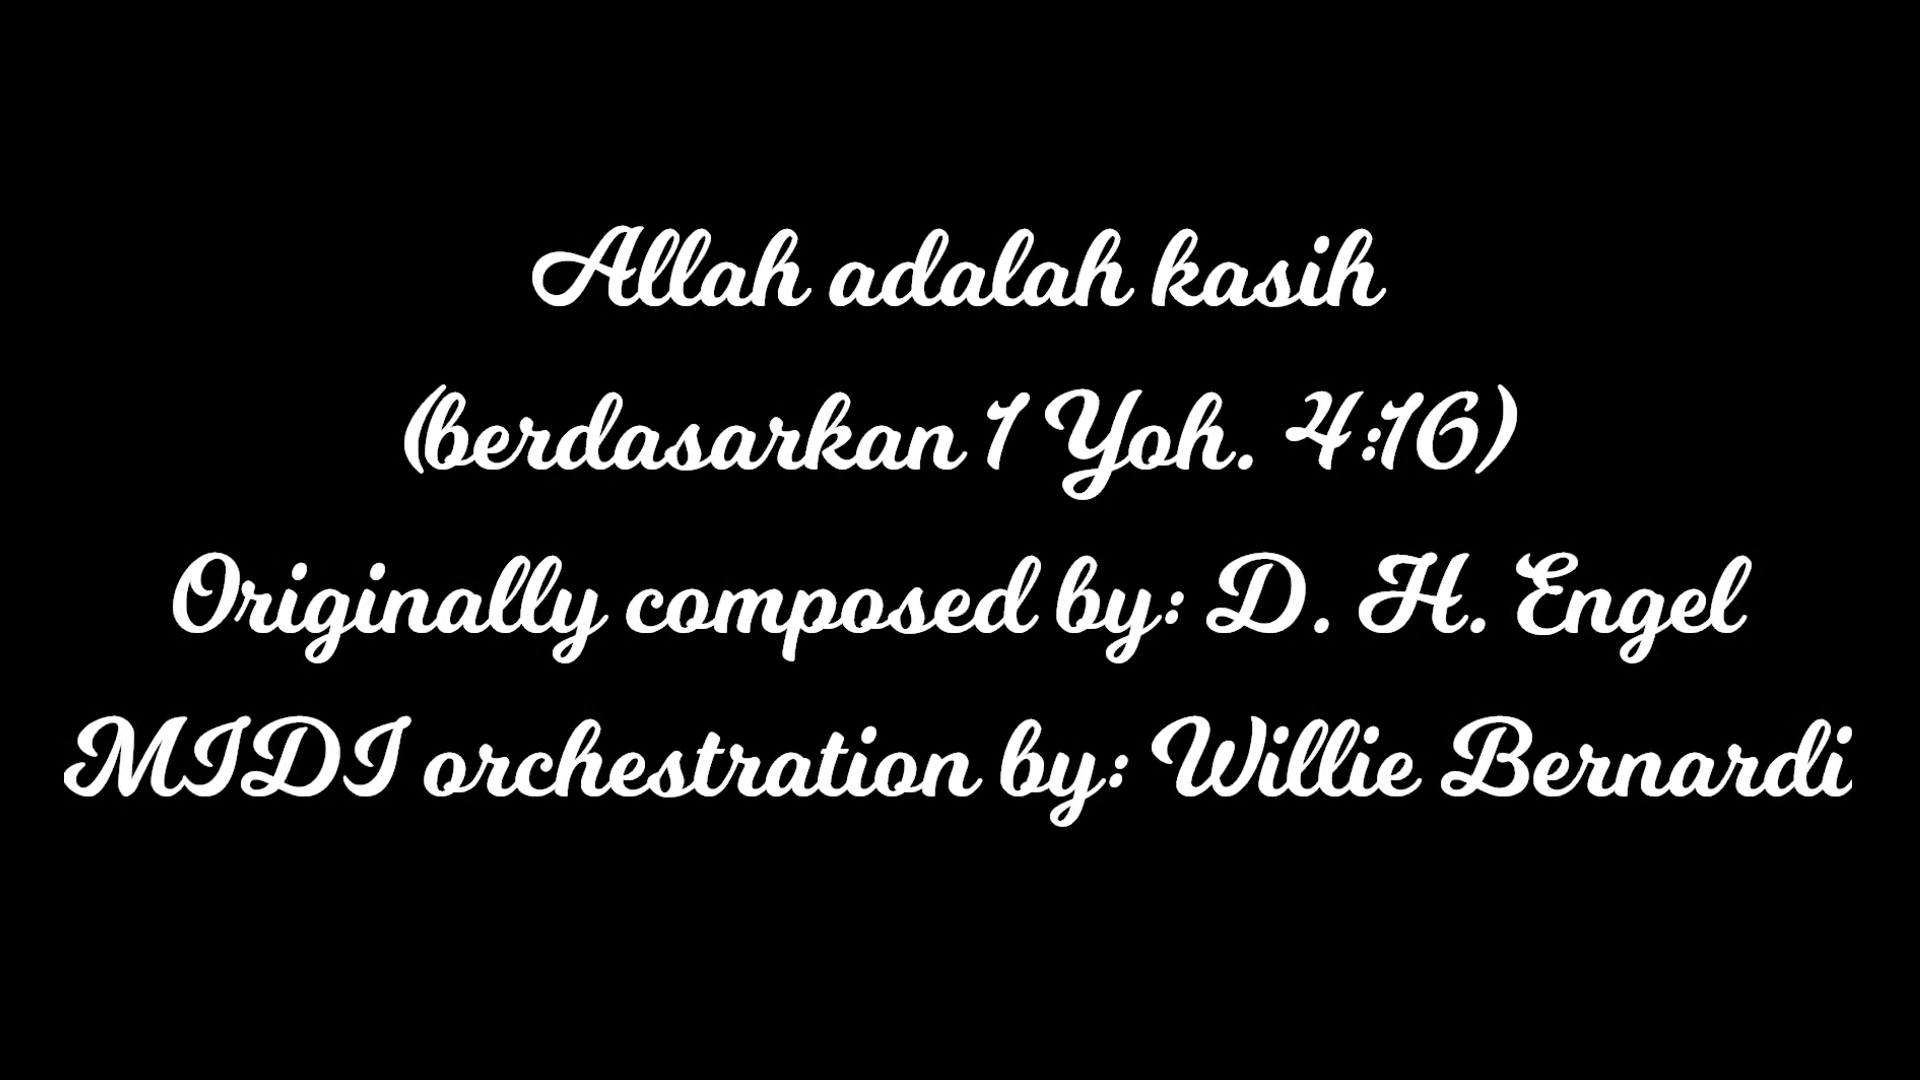 Allah adalah kasih
(berdasarkan 1 Yoh. 4:16)
Originally composed by: D. H. Engel
MIDI orchestration by: Willie Bernardi